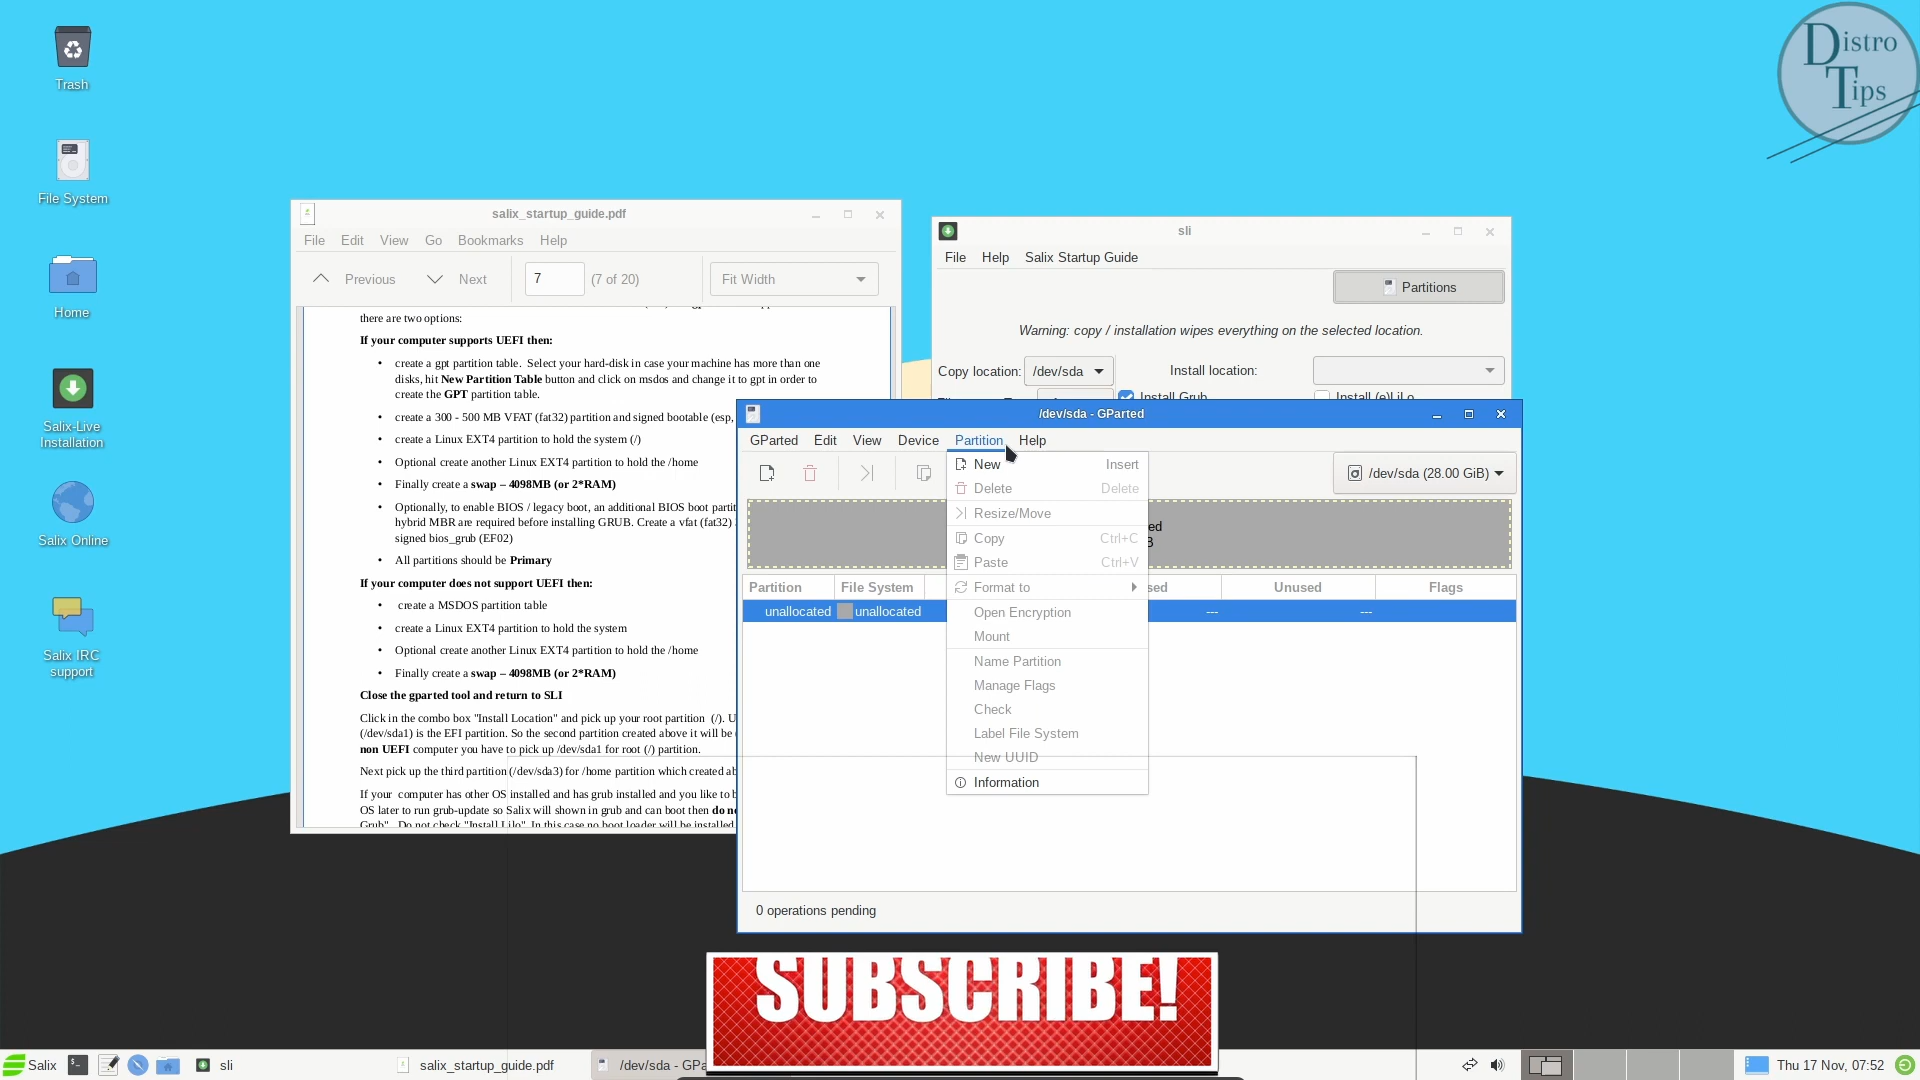 Trash
File System
Home
Salix-Live
Installation
Salix Online
Salix IRC
support
Distro
Tips
salix_startup_guide.pdf
File Edit View Go Bookmarks Help
Previous Next 7 (7 of 20) Fit Width
there are two options:
If your computer supports UEFI then:
• create a gpt partition table. Select your hard-disk in case your machine has more than one
disks, hit New Partition Table button and click on msdos and change it to gpt in order to
create the GPT partition table.
• create a 300 - 500 MB VFAT (fat32) partition and signed bootable (esp,
• create a Linux EXT4 partition to hold the system (/)
• Optional create another Linux EXT4 partition to hold the /home
• Finally create a swap – 4098MB (or 2*RAM)
• Optionally, to enable BIOS / legacy boot, an additional BIOS boot partit
hybrid MBR are required before installing GRUB. Create a vfat (fat32)
signed bios_grub (EF02)
• All partitions should be Primary
If your computer does not support UEFI then:
• create a MSDOS partition table
• create a Linux EXT4 partition to hold the system
• Optional create another Linux EXT4 partition to hold the /home
• Finally create a swap – 4098MB (or 2*RAM)
Close the gparted tool and return to SLI
Click in the combo box "Install Location" and pick up your root partition (/). U
(/dev/sda1) is the EFI partition. So the second partition created above it will be
non UEFI computer you have to pick up /dev/sda1 for root (/) partition.
Next pick up the third partition (/dev/sda3) for /home partition which created ab
If your computer has other OS installed and has grub installed and you like to b
OS later to run grub-update so Salix will shown in grub and can boot then do n
Grub". Do not check "Install Lilo". In this case no boot loader will be installed
sli
File Help Salix Startup Guide
Partitions
Warning: copy / installation wipes everything on the selected location.
Copy location: /dev/sda Install location:
Install Grub Install (e)LiLo
/dev/sda - GParted
GParted Edit View Device Partition Help
/dev/sda (28.00 GiB)
New Insert
Delete Delete
Resize/Move
Copy Ctrl+C
Paste Ctrl+V
Format to
Open Encryption
Mount
Name Partition
Manage Flags
Check
Label File System
New UUID
Information
ed
B
Partition File System sed Unused Flags
unallocated unallocated --- ---
0 operations pending
SUBSCRIBE!
Salix sli salix_startup_guide.pdf /dev/sda - GPa Thu 17 Nov, 07:52